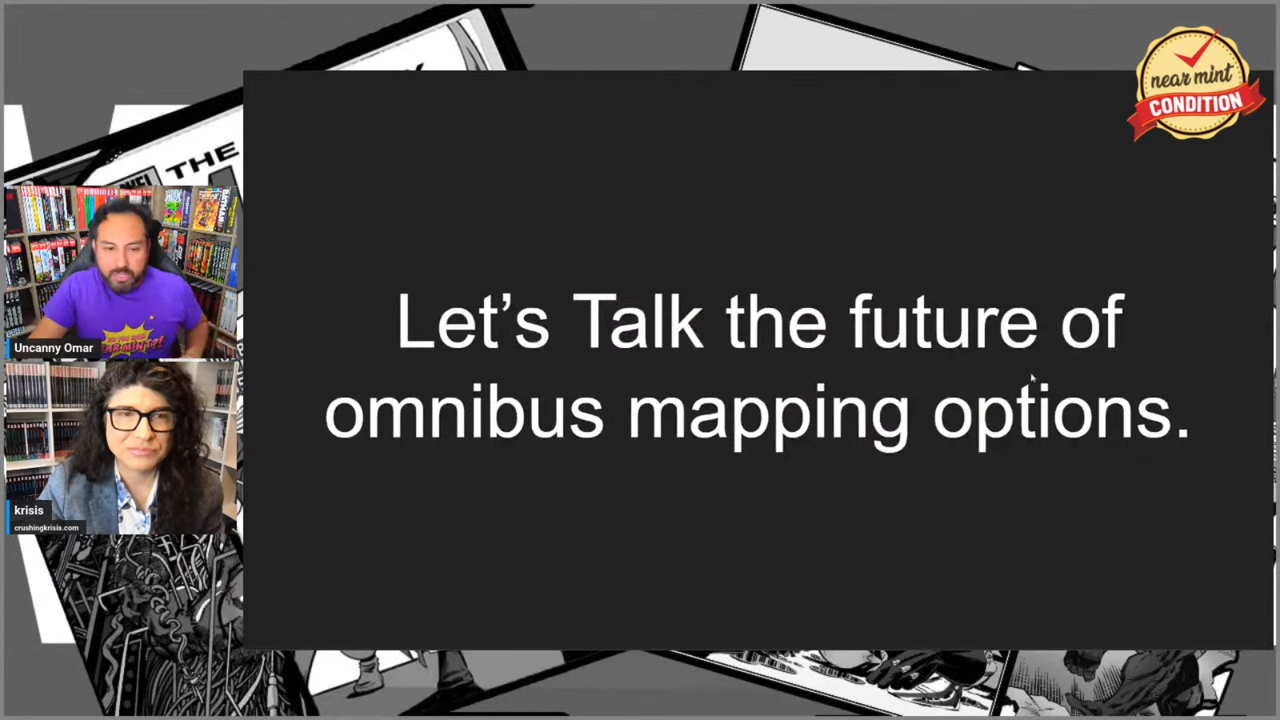 near mint
CONDITION
THE
Uncanny Omar
krisis
crushingkrisis.com
Let's Talk the future of
omnibus mapping options.